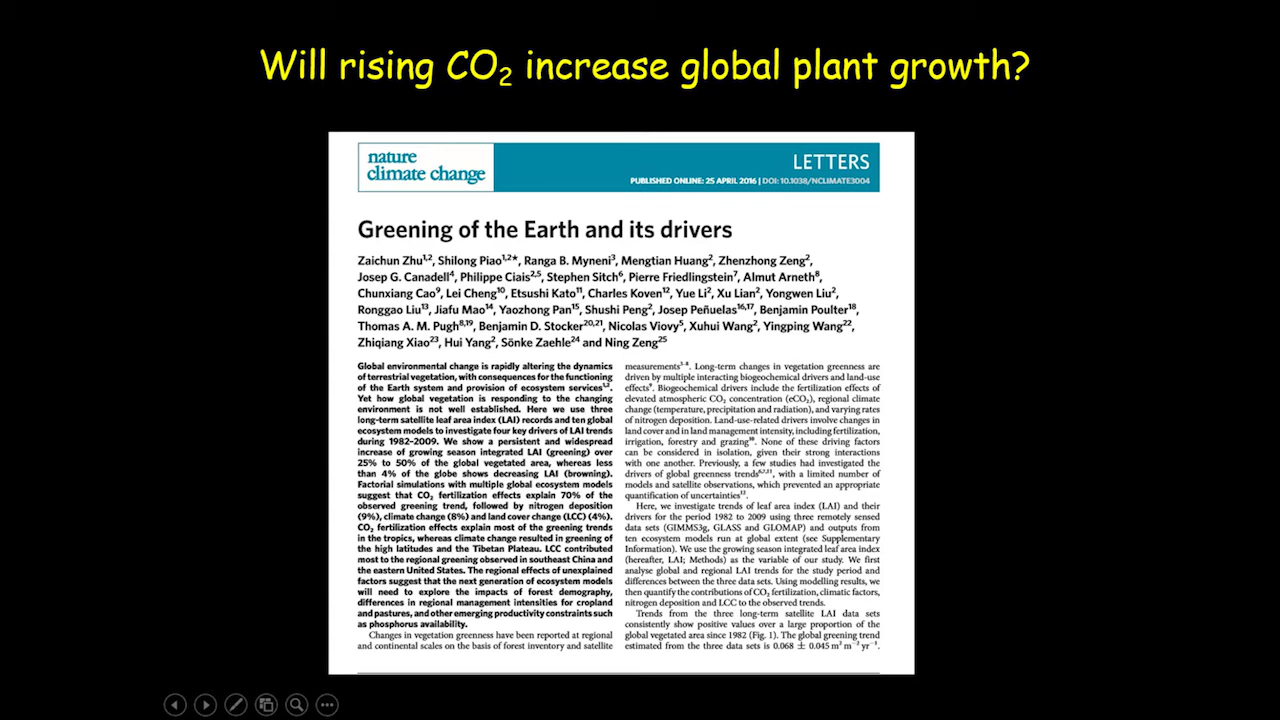 Will rising CO₂ increase global plant growth?
nature
climate change
LETTERS
PUBLISHED ONLINE: 25 APRIL 2016 | DOI: 10.1038/NCLIMATE3004
Greening of the Earth and its drivers
Zaichun Zhu1,2, Shilong Piao1,2*, Ranga B. Myneni3, Mengtian Huang2, Zhenzhong Zeng2,
Josep G. Canadell4, Philippe Ciais2,5, Stephen Sitch6, Pierre Friedlingstein7, Almut Arneth8,
Chunxiang Cao9, Lei Cheng10, Etsushi Kato11, Charles Koven12, Yue Li2, Xu Lian2, Yongwen Liu2,
Ronggao Liu13, Jiafu Mao14, Yaozhong Pan15, Shushi Peng2, Josep Peñuelas16,17, Benjamin Poulter18,
Thomas A. M. Pugh8,19, Benjamin D. Stocker20,21, Nicolas Viovy5, Xuhui Wang2, Yingping Wang22,
Zhiqiang Xiao23, Hui Yang2, Sönke Zaehle24 and Ning Zeng25
Global environmental change is rapidly altering the dynamics
of terrestrial vegetation, with consequences for the functioning
of the Earth system and provision of ecosystem services1,2.
Yet how global vegetation is responding to the changing
environment is not well established. Here we use three
long-term satellite leaf area index (LAI) records and ten global
ecosystem models to investigate four key drivers of LAI trends
during 1982–2009. We show a persistent and widespread
increase of growing season integrated LAI (greening) over
25% to 50% of the global vegetated area, whereas less
than 4% of the globe shows decreasing LAI (browning).
Factorial simulations with multiple global ecosystem models
suggest that CO₂ fertilization effects explain 70% of the
observed greening trend, followed by nitrogen deposition
(9%), climate change (8%) and land cover change (LCC) (4%).
CO₂ fertilization effects explain most of the greening trends
in the tropics, whereas climate change resulted in greening of
the high latitudes and the Tibetan Plateau. LCC contributed
most to the regional greening observed in southeast China and
the eastern United States. The regional effects of unexplained
factors suggest that the next generation of ecosystem models
will need to explore the impacts of forest demography,
differences in regional management intensities for cropland
and pastures, and other emerging productivity constraints such
as phosphorus availability.
Changes in vegetation greenness have been reported at regional
and continental scales on the basis of forest inventory and satellite
measurements3–8. Long-term changes in vegetation greenness are
driven by multiple interacting biogeochemical drivers and land-use
effects9. Biogeochemical drivers include the fertilization effects of
elevated atmospheric CO₂ concentration (eCO₂), regional climate
change (temperature, precipitation and radiation), and varying rates
of nitrogen deposition. Land-use-related drivers involve changes in
land cover and in land management intensity, including fertilization,
irrigation, forestry and grazing10. None of these driving factors
can be considered in isolation, given their strong interactions
with one another. Previously, a few studies had investigated the
drivers of global greenness trends6,7,11, with a limited number of
models and satellite observations, which prevented an appropriate
quantification of uncertainties12.
Here, we investigate trends of leaf area index (LAI) and their
drivers for the period 1982 to 2009 using three remotely sensed
data sets (GIMMS3g, GLASS and GLOMAP) and outputs from
ten ecosystem models run at global extent (see Supplementary
Information). We use the growing season integrated leaf area index
(hereafter, LAI; Methods) as the variable of our study. We first
analyse global and regional LAI trends for the study period and
differences between the three data sets. Using modelling results, we
then quantify the contributions of CO₂ fertilization, climatic factors,
nitrogen deposition and LCC to the observed trends.
Trends from the three long-term satellite LAI data sets
consistently show positive values over a large proportion of the
global vegetated area since 1982 (Fig. 1). The global greening trend
estimated from the three data sets is 0.068 ± 0.045 m² m⁻² yr⁻¹.